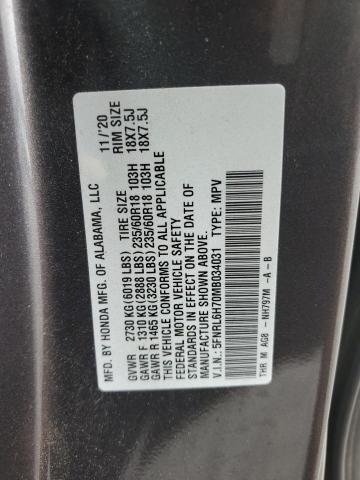 MFD. BY HONDA MFG. OF ALABAMA, LLC 11/'20
TIRE SIZE RIM SIZE
GVWR 2730 KG(6019 LBS)
GAWR F 1310 KG(2888 LBS) 235/60R18 103H 18X7.5J
GAWR R 1465 KG(3230 LBS) 235/60R18 103H 18X7.5J
THIS VEHICLE CONFORMS TO ALL APPLICABLE
FEDERAL MOTOR VEHICLE SAFETY
STANDARDS IN EFFECT ON THE DATE OF
MANUFACTURE SHOWN ABOVE.
V.I.N.: 5FNRL6H70MB034031 TYPE: MPV
THR M AG8 - NH797M -A-B